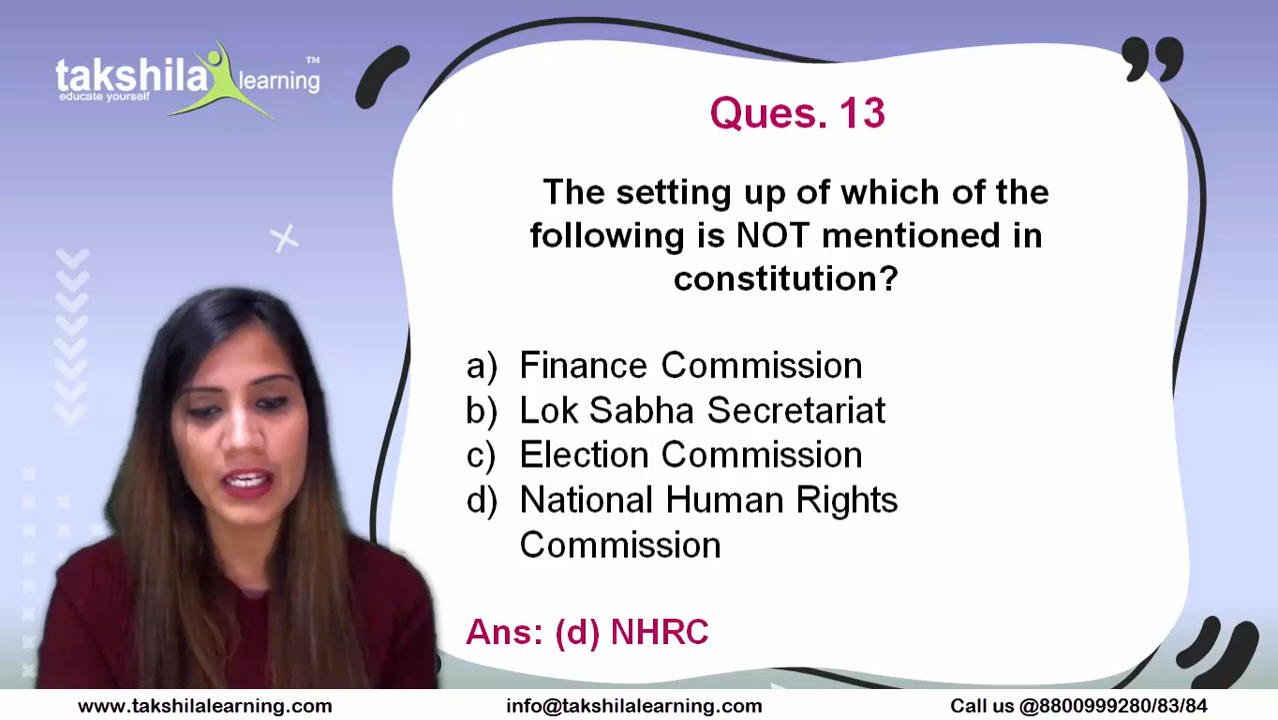 takshila learning TM
educate yourself
Ques. 13
The setting up of which of the
following is NOT mentioned in
constitution?
a) Finance Commission
b) Lok Sabha Secretariat
c) Election Commission
d) National Human Rights
Commission
Ans: (d) NHRC
www.takshilalearning.com info@takshilalearning.com Call us @8800999280/83/84